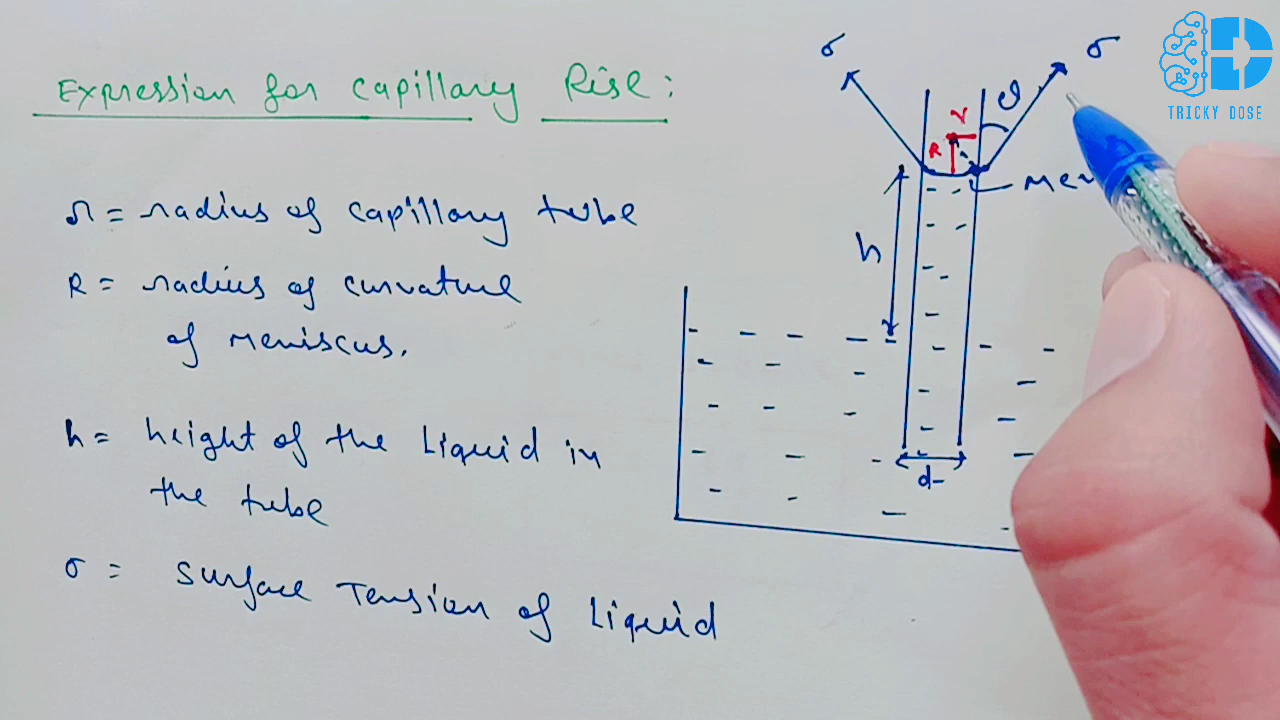 Expression for Capillary Rise:
r = radius of capillary tube
R = radius of curvature
of Meniscus.
h = height of the Liquid in
the tube
σ = Surface Tension of Liquid
σ
σ
θ
r
R
h
d
TRICKY DOSE